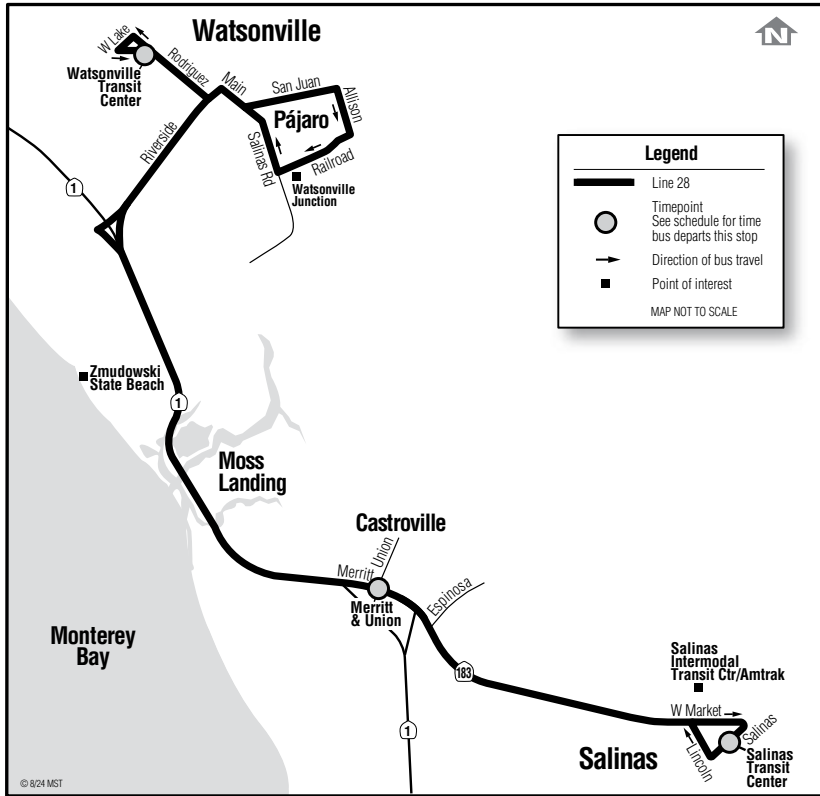 Watsonville
N
W Lake
Rodriguez
Watsonville
Transit
Center
Main
San Juan
Allison
Pájaro
Riverside
Salinas Rd
Railroad
Watsonville
Junction
1
Legend
Line 28
Timepoint
See schedule for time
bus departs this stop
Direction of bus travel
Point of interest
MAP NOT TO SCALE
Zmudowski
State Beach
1
Moss
Landing
Castroville
Union
Merritt
Merritt
& Union
Espinosa
Monterey
Bay
183
Salinas
Intermodal
Transit Ctr/Amtrak
1
W Market
Salinas
Lincoln
Salinas
Salinas
Transit
Center
© 8/24 MST